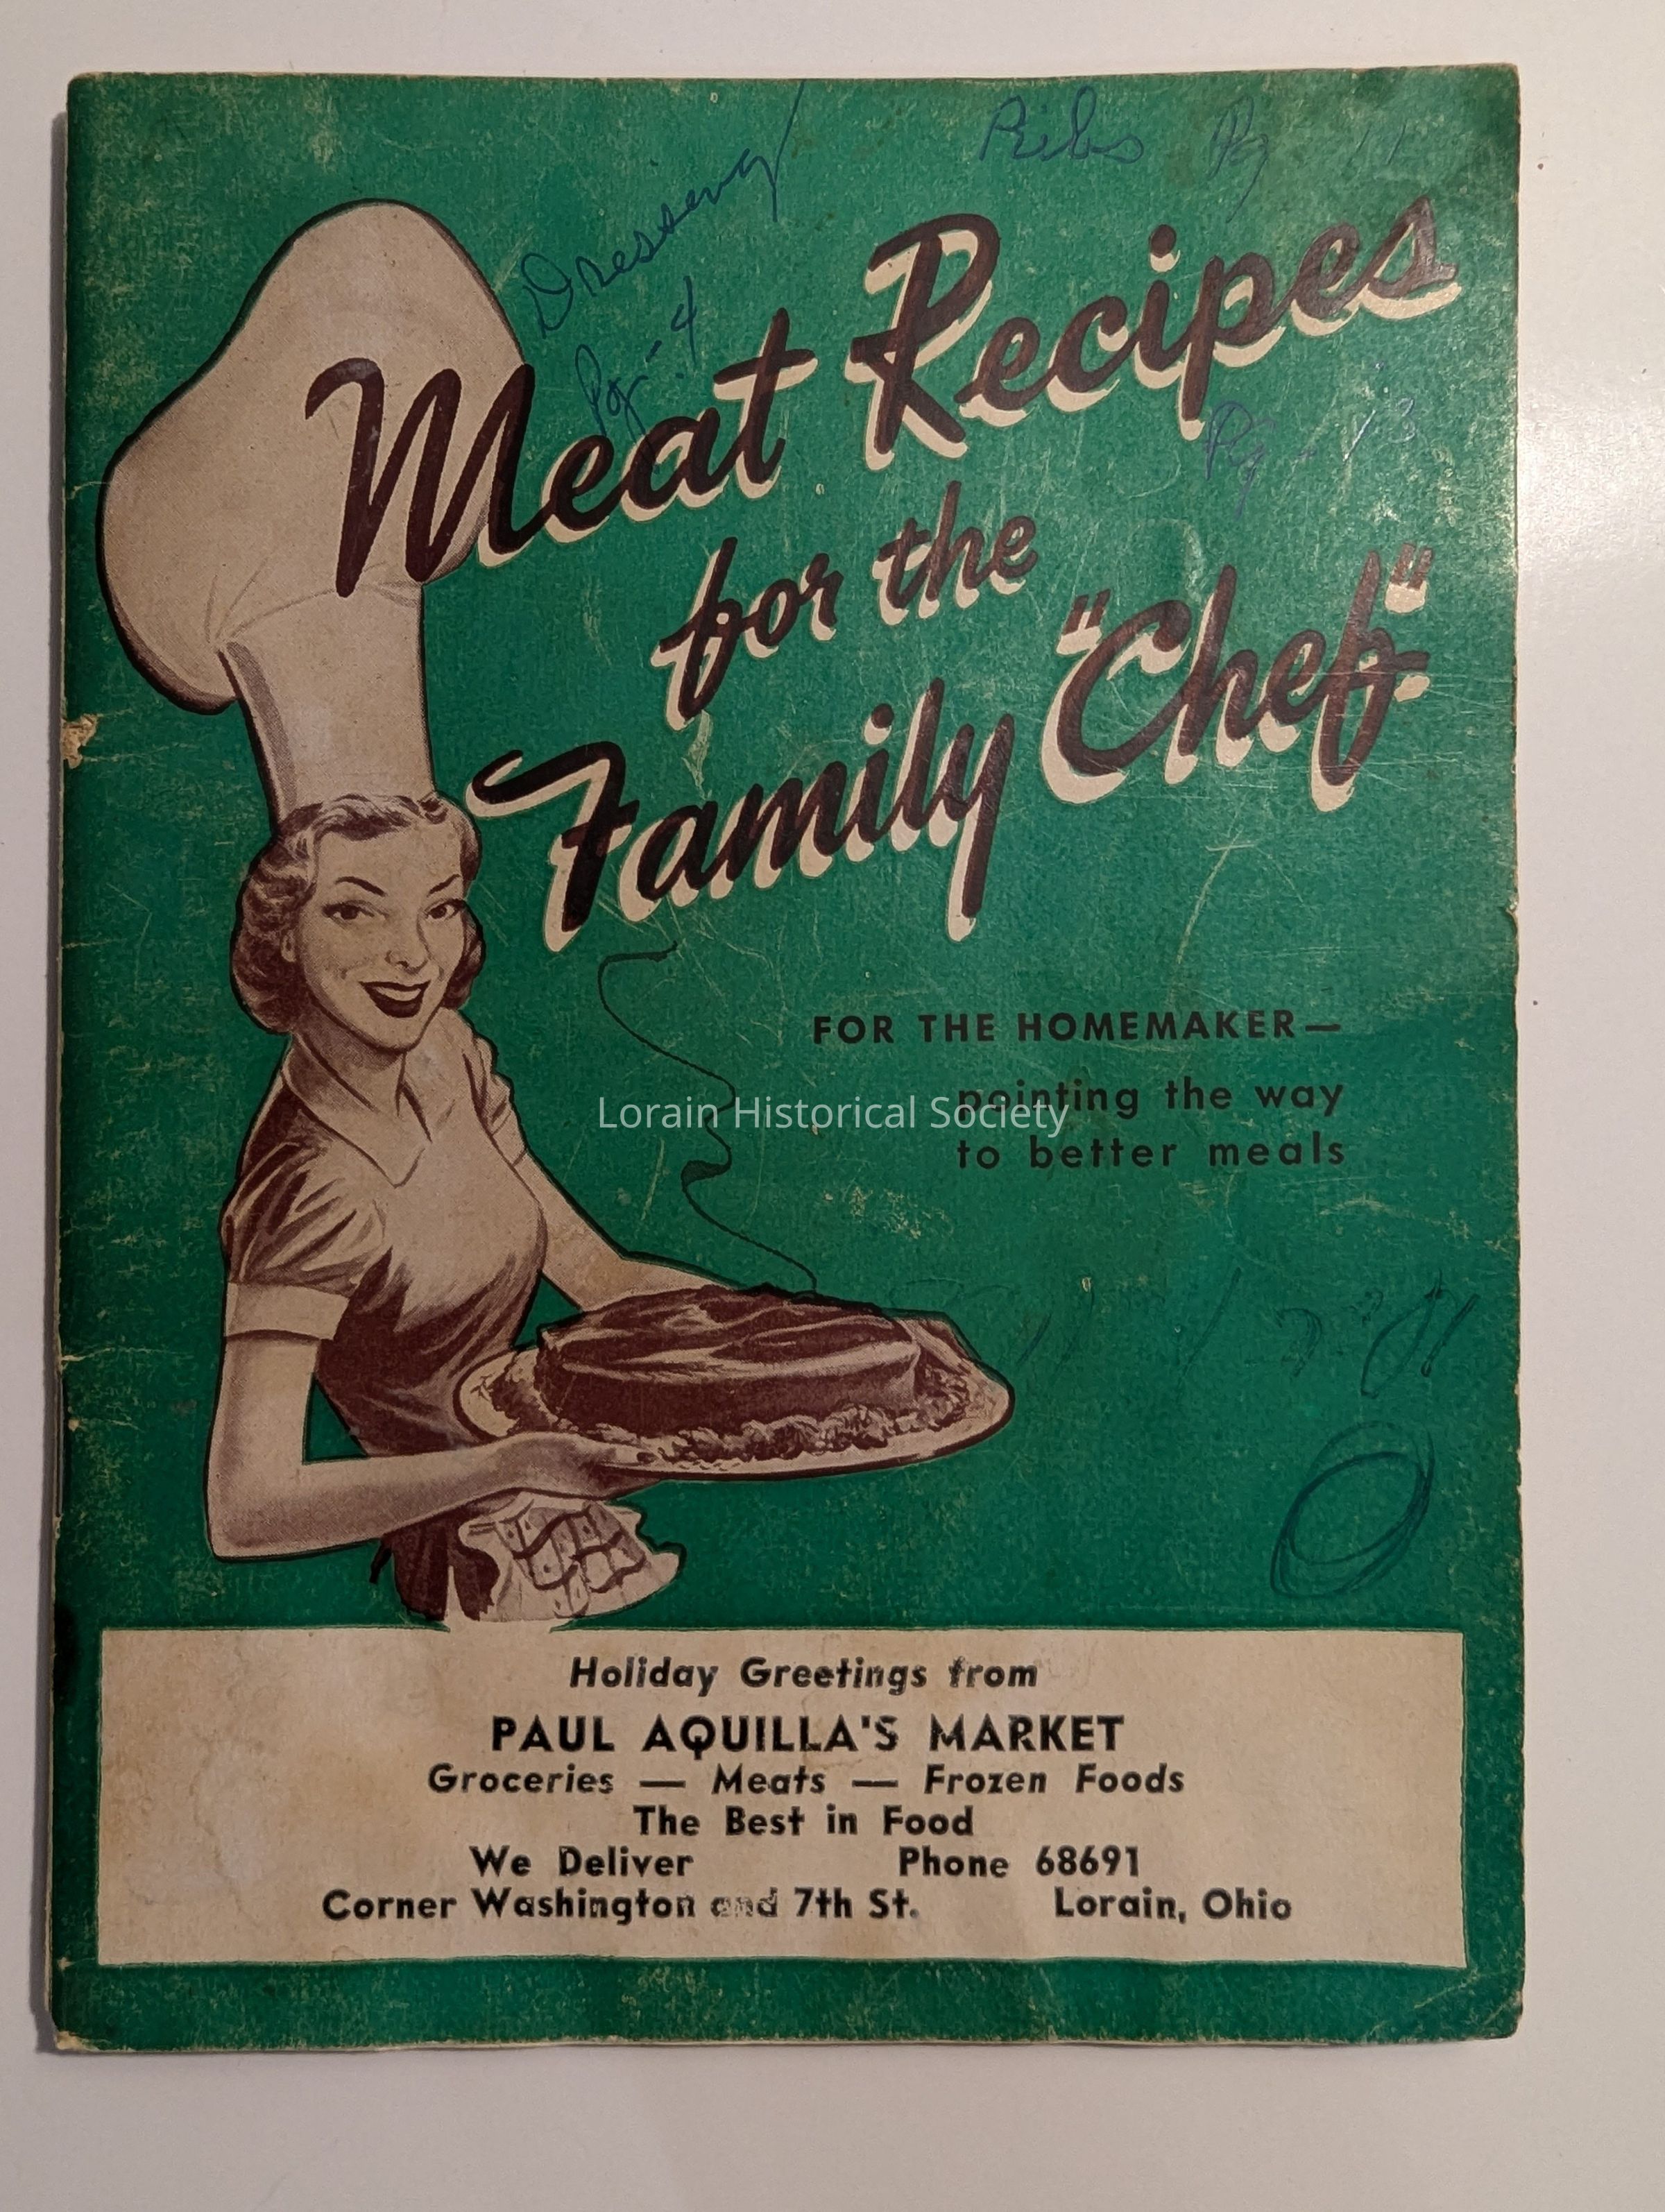 Ribs Pg 11
Dressing
Pg-4
Meat Recipes
Pg - 13
for the
Family "Chef"
FOR THE HOMEMAKER—
pointing the way
Lorain Historical Society
to better meals
Holiday Greetings from
PAUL AQUILLA'S MARKET
Groceries — Meats — Frozen Foods
The Best in Food
We Deliver Phone 68691
Corner Washington and 7th St. Lorain, Ohio